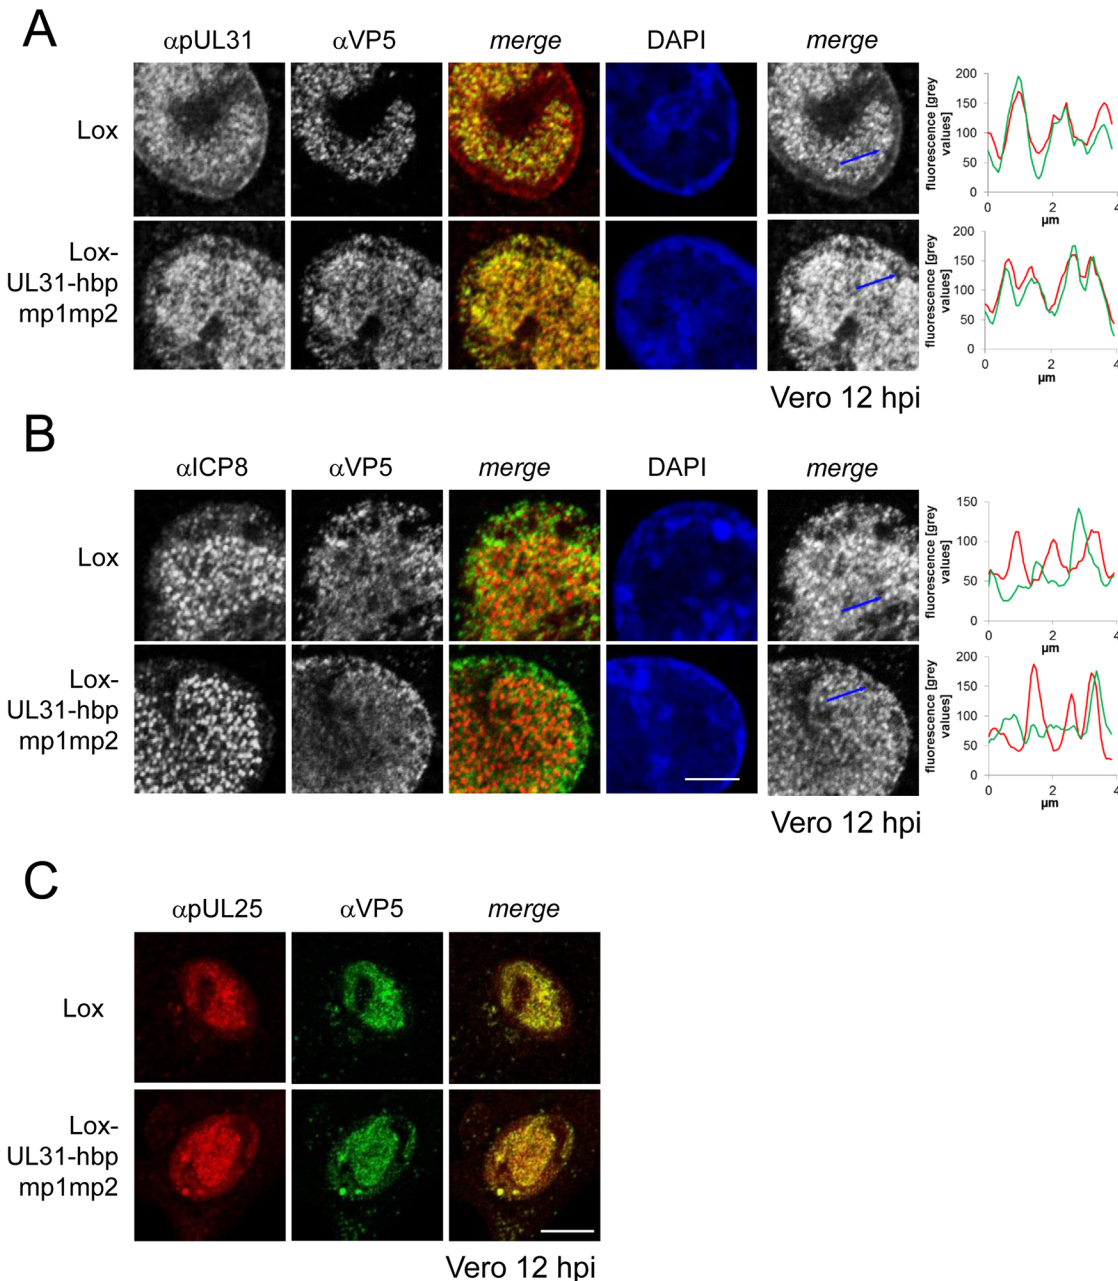 A
αpUL31 αVP5 merge DAPI merge
Lox
fluorescence [grey values]
200
150
100
50
0
0 2 4
µm
Lox-
UL31-hbp
mp1mp2
fluorescence [grey values]
200
150
100
50
0
0 2 4
µm
Vero 12 hpi
B
αICP8 αVP5 merge DAPI merge
Lox
fluorescence [grey values]
150
100
50
0
0 2 4
µm
Lox-
UL31-hbp
mp1mp2
fluorescence [grey values]
200
150
100
50
0
0 2 4
µm
Vero 12 hpi
C
αpUL25 αVP5 merge
Lox
Lox-
UL31-hbp
mp1mp2
Vero 12 hpi